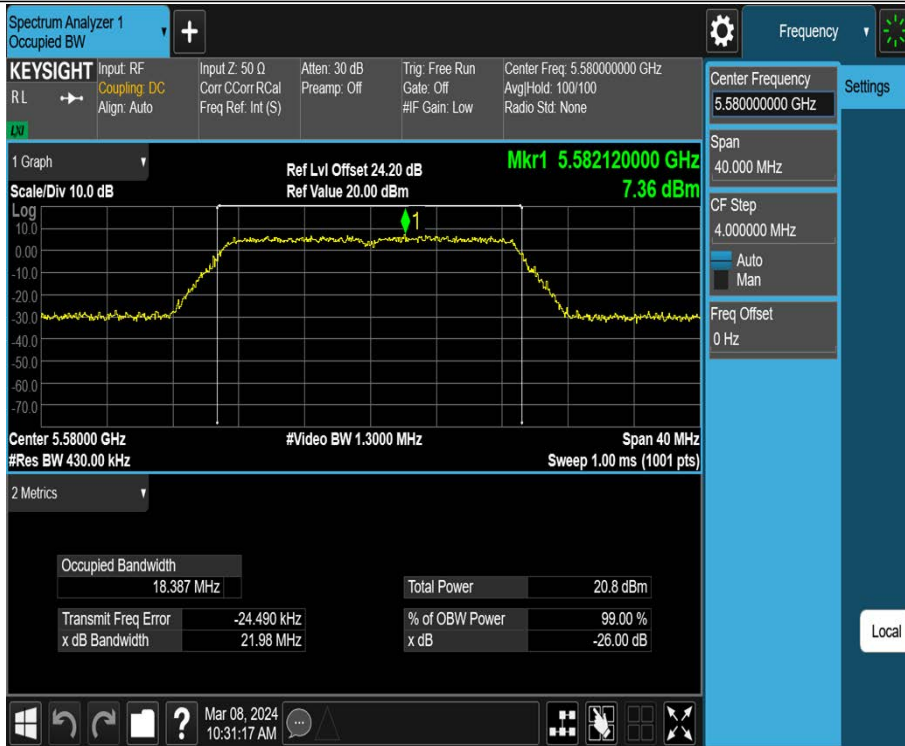 Spectrum Analyzer 1
Occupied BW
+
Frequency
KEYSIGHT
R L
LXI
Input: RF
Coupling: DC
Align: Auto
Input Z: 50 Ω
Corr CCorr RCal
Freq Ref: Int (S)
Atten: 30 dB
Preamp: Off
Trig: Free Run
Gate: Off
#IF Gain: Low
Center Freq: 5.580000000 GHz
Avg|Hold: 100/100
Radio Std: None
Center Frequency
5.580000000 GHz
Settings
Span
40.000 MHz
CF Step
4.000000 MHz
Auto
Man
Freq Offset
0 Hz
1 Graph
Scale/Div 10.0 dB
Ref Lvl Offset 24.20 dB
Ref Value 20.00 dBm
Mkr1 5.582120000 GHz
7.36 dBm
Log
10.0
0.00
-10.0
-20.0
-30.0
-40.0
-50.0
-60.0
-70.0
1
Center 5.58000 GHz
#Video BW 1.3000 MHz
Span 40 MHz
#Res BW 430.00 kHz
Sweep 1.00 ms (1001 pts)
2 Metrics
Occupied Bandwidth
18.387 MHz
Total Power 20.8 dBm
Transmit Freq Error -24.490 kHz
% of OBW Power 99.00 %
x dB Bandwidth 21.98 MHz
x dB -26.00 dB
Local
?
Mar 08, 2024
10:31:17 AM